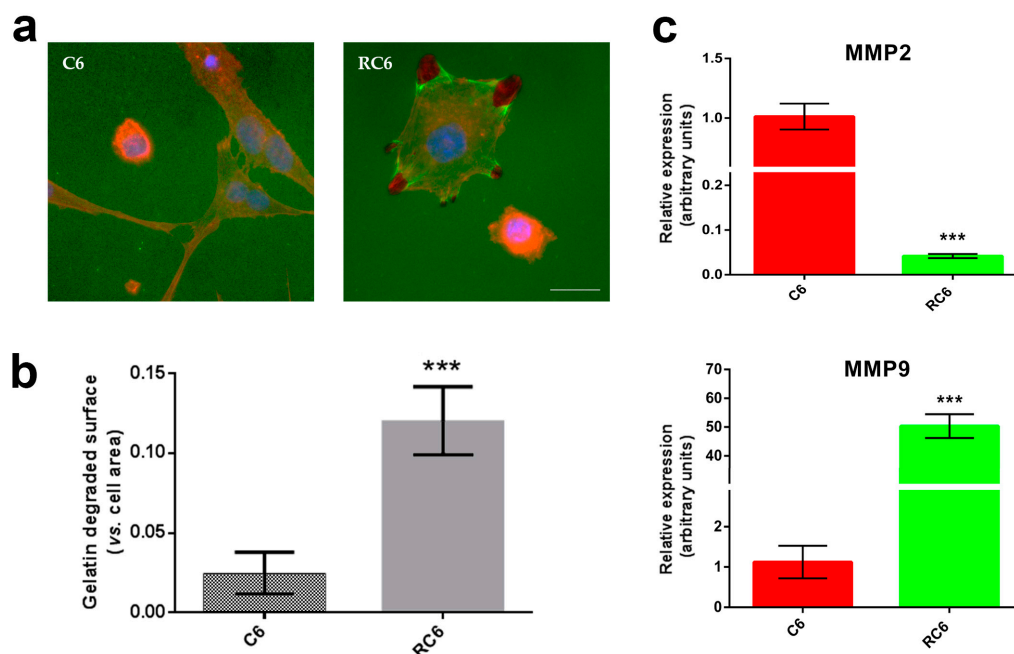 a
C6
RC6
b
Gelatin degraded surface
(vs. cell area)
0.15
0.10
0.05
0.00
***
C6
RC6
c
MMP2
Relative expression
(arbitrary units)
1.5
1.0
0.2
0.1
0.0
***
C6
RC6
MMP9
Relative expression
(arbitrary units)
70
60
50
40
2
1
0
***
C6
RC6